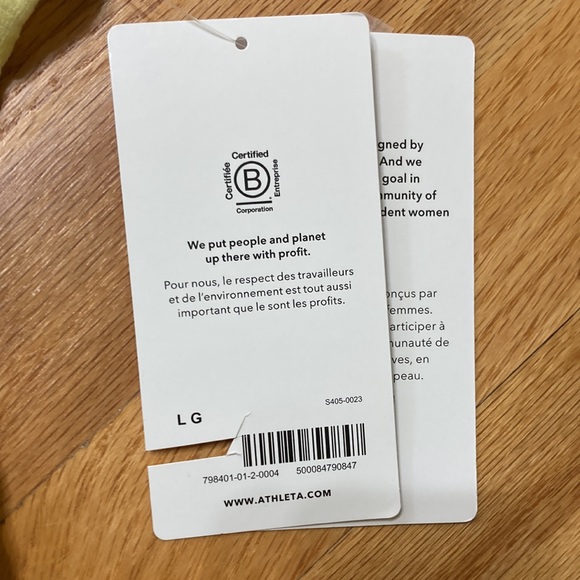 Certified
Certifiée
B
Entreprise
Corporation
We put people and planet
up there with profit.
Pour nous, le respect des travailleurs
et de l'environnement est tout aussi
important que le sont les profits.
S405-0023
LG
798401-01-2-0004 500084790847
WWW.ATHLETA.COM
gned by
And we
goal in
munity of
dent women
onçus par
femmes.
articiper à
unauté de
ves, en
peau.